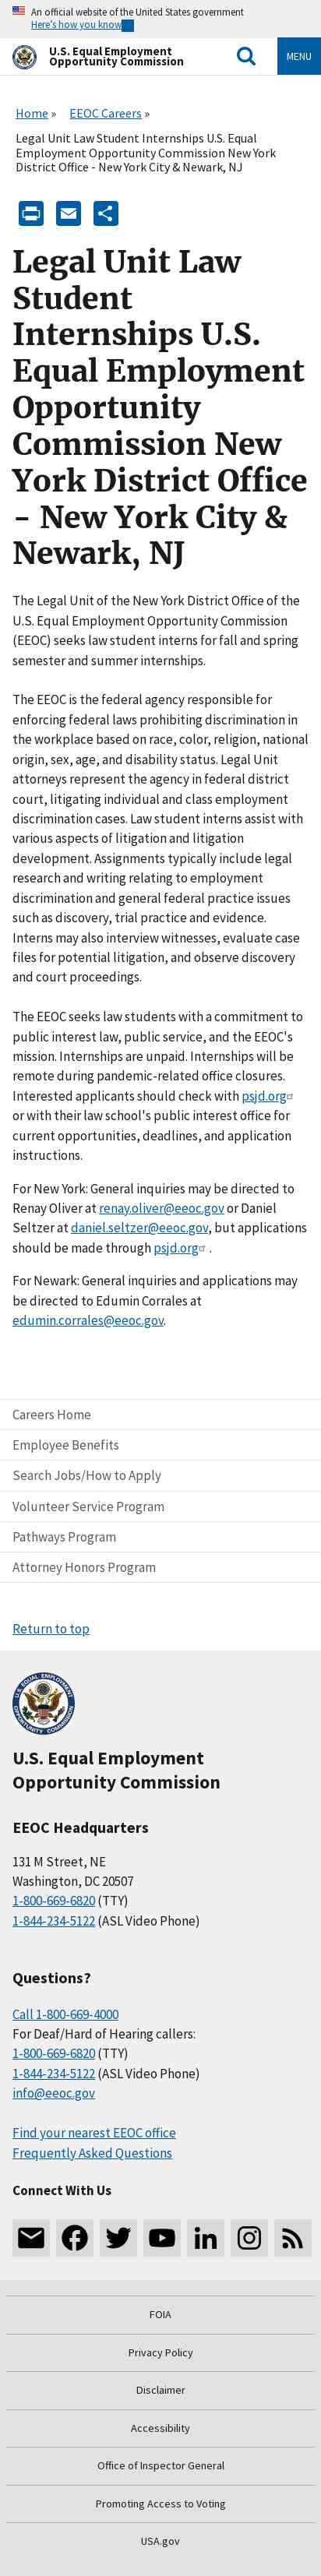 An official website of the United States government
Here's how you know
U.S. Equal Employment
Opportunity Commission
MENU
Home » EEOC Careers »
Legal Unit Law Student Internships U.S. Equal
Employment Opportunity Commission New York
District Office - New York City & Newark, NJ
Legal Unit Law
Student
Internships U.S.
Equal Employment
Opportunity
Commission New
York District Office
- New York City &
Newark, NJ
The Legal Unit of the New York District Office of the
U.S. Equal Employment Opportunity Commission
(EEOC) seeks law student interns for fall and spring
semester and summer internships.
The EEOC is the federal agency responsible for
enforcing federal laws prohibiting discrimination in
the workplace based on race, color, religion, national
origin, sex, age, and disability status. Legal Unit
attorneys represent the agency in federal district
court, litigating individual and class employment
discrimination cases. Law student interns assist with
various aspects of litigation and litigation
development. Assignments typically include legal
research and writing relating to employment
discrimination and general federal practice issues
such as discovery, trial practice and evidence.
Interns may also interview witnesses, evaluate case
files for potential litigation, and observe discovery
and court proceedings.
The EEOC seeks law students with a commitment to
public interest law, public service, and the EEOC's
mission. Internships are unpaid. Internships will be
remote during pandemic-related office closures.
Interested applicants should check with psjd.org
or with their law school's public interest office for
current opportunities, deadlines, and application
instructions.
For New York: General inquiries may be directed to
Renay Oliver at renay.oliver@eeoc.gov or Daniel
Seltzer at daniel.seltzer@eeoc.gov, but applications
should be made through psjd.org .
For Newark: General inquiries and applications may
be directed to Edumin Corrales at
edumin.corrales@eeoc.gov.
Careers Home
Employee Benefits
Search Jobs/How to Apply
Volunteer Service Program
Pathways Program
Attorney Honors Program
Return to top
U.S. Equal Employment
Opportunity Commission
EEOC Headquarters
131 M Street, NE
Washington, DC 20507
1-800-669-6820 (TTY)
1-844-234-5122 (ASL Video Phone)
Questions?
Call 1-800-669-4000
For Deaf/Hard of Hearing callers:
1-800-669-6820 (TTY)
1-844-234-5122 (ASL Video Phone)
info@eeoc.gov
Find your nearest EEOC office
Frequently Asked Questions
Connect With Us
FOIA
Privacy Policy
Disclaimer
Accessibility
Office of Inspector General
Promoting Access to Voting
USA.gov